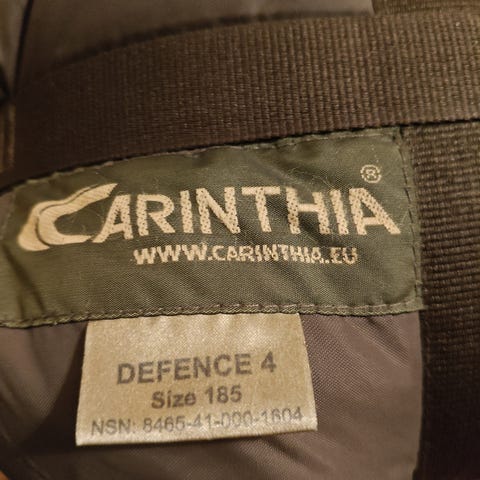 CARINTHIA®
WWW.CARINTHIA.EU
DEFENCE 4
Size 185
NSN: 8465-41-000-1604